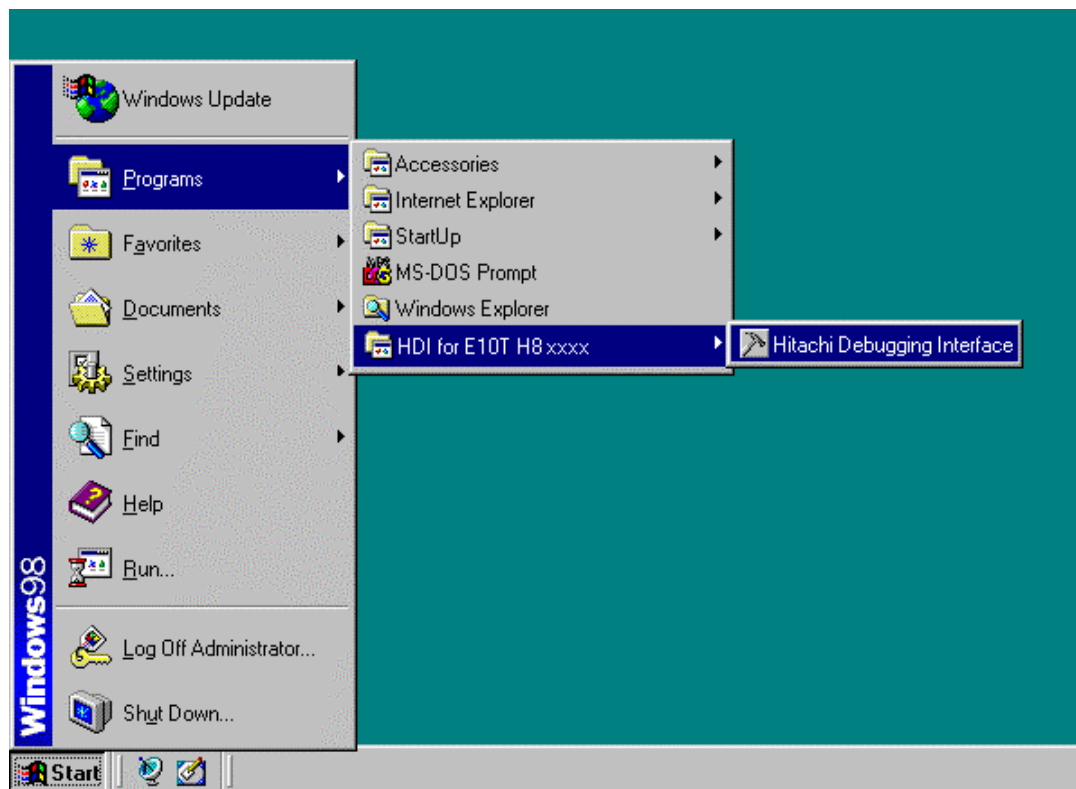 Windows Update
Programs
Favorites
Documents
Settings
Find
Help
Run...
Log Off Administrator...
Shut Down...
Windows98
Accessories
Internet Explorer
StartUp
MS-DOS Prompt
Windows Explorer
HDI for E10T H8 xxxx
Hitachi Debugging Interface
Start